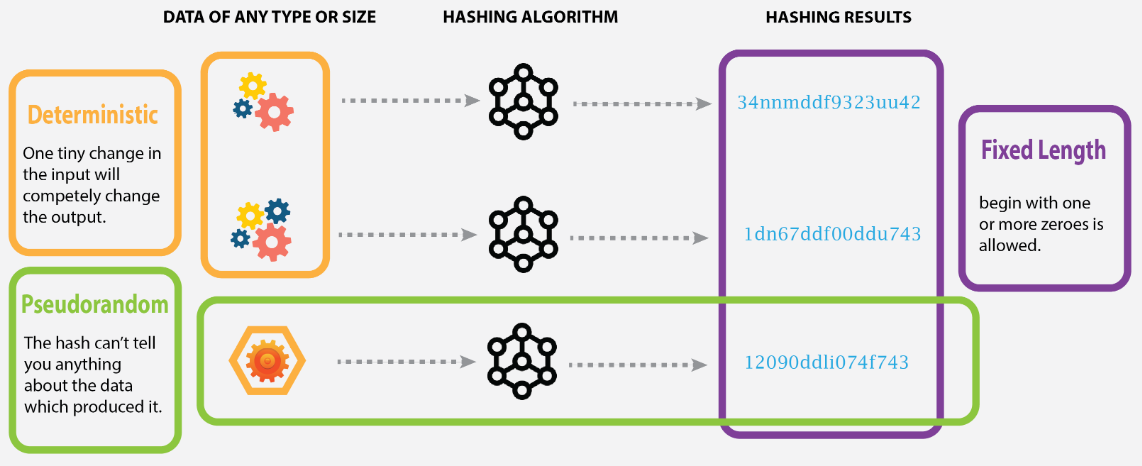 DATA OF ANY TYPE OR SIZE
HASHING ALGORITHM
HASHING RESULTS
Deterministic
One tiny change in
the input will
competely change
the output.
Pseudorandom
The hash can't tell
you anything
about the data
which produced it.
34nnmddf9323uu42
1dn67ddf00ddu743
12090ddli074f743
Fixed Length
begin with one
or more zeroes is
allowed.